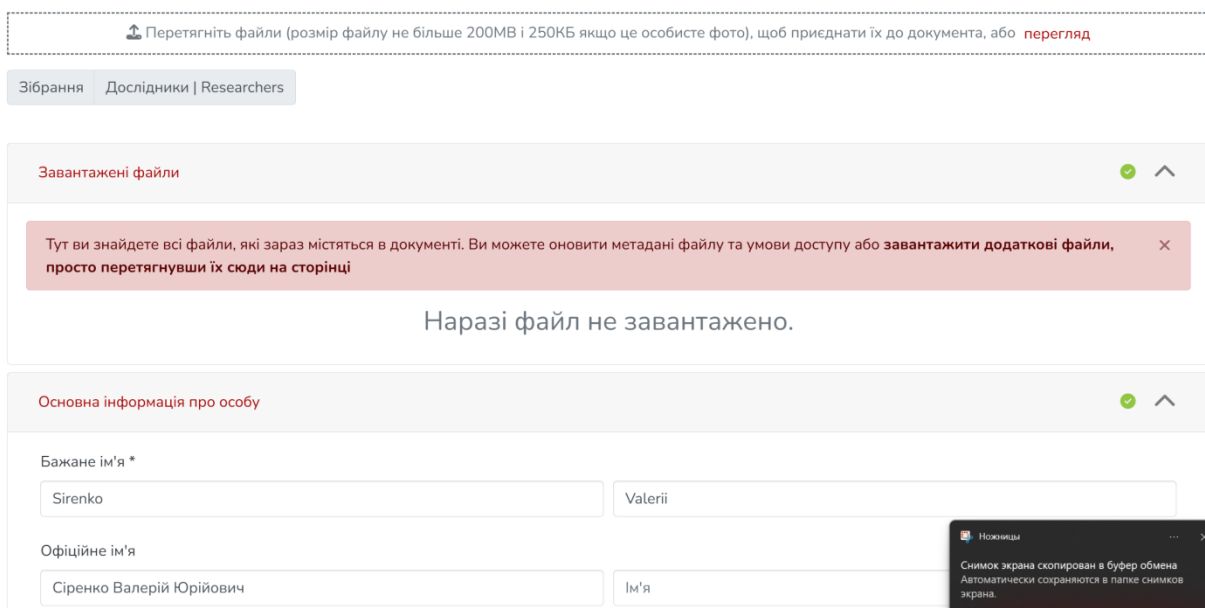 Перетягніть файли (розмір файлу не більше 200МВ і 250КБ якщо це особисте фото), щоб приєднати їх до документа, або перегляд
Зібрання Дослідники | Researchers
Завантажені файли
Тут ви знайдете всі файли, які зараз містяться в документі. Ви можете оновити метадані файлу та умови доступу або завантажити додаткові файли,
просто перетягнувши їх сюди на сторінці
Наразі файл не завантажено.
Основна інформація про особу
Бажане ім'я *
Sirenko Valerii
Офіційне ім'я
Сіренко Валерій Юрійович Ім'я
Ножницы
Снимок экрана скопирован в буфер обмена
Автоматически сохраняются в папке снимков
экрана.